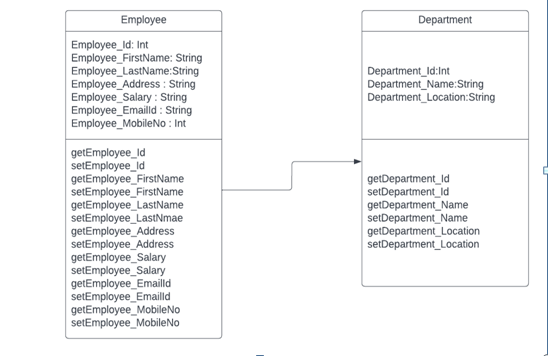 Employee
Employee_Id: Int
Employee_FirstName: String
Employee_LastName:String
Employee_Address : String
Employee_Salary : String
Employee_EmailId : String
Employee_MobileNo : Int
getEmployee_Id
setEmployee_Id
getEmployee_FirstName
setEmployee_FirstName
getEmployee_LastName
setEmployee_LastNmae
getEmployee_Address
setEmployee_Address
getEmployee_Salary
setEmployee_Salary
getEmployee_EmailId
setEmployee_EmailId
getEmployee_MobileNo
setEmployee_MobileNo
Department
Department_Id:Int
Department_Name:String
Department_Location:String
getDepartment_Id
setDepartment_Id
getDepartment_Name
setDepartment_Name
getDepartment_Location
setDepartment_Location